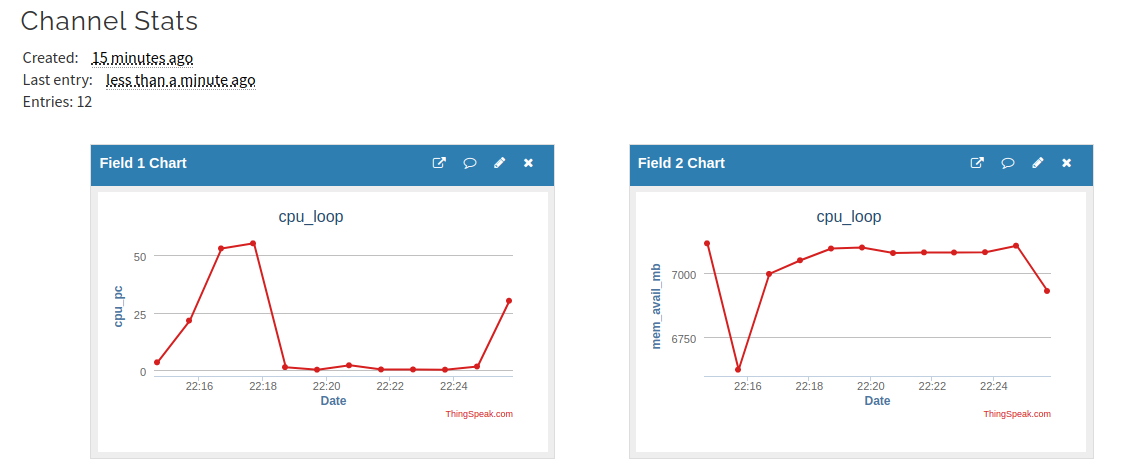 Channel Stats
Created: 15 minutes ago
Last entry: less than a minute ago
Entries: 12
Field 1 Chart
cpu_loop
cpu_pc
50
25
0
22:16 22:18 22:20 22:22 22:24
Date
ThingSpeak.com
Field 2 Chart
cpu_loop
mem_avail_mb
7000
6750
22:16 22:18 22:20 22:22 22:24
Date
ThingSpeak.com